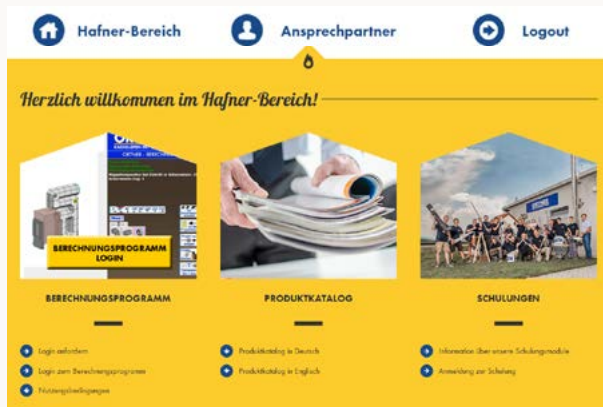 Hafner-Bereich
Ansprechpartner
Logout
Herzlich willkommen im Hafner-Bereich!
BERECHNUNGSPROGRAMM
LOGIN
BERECHNUNGSPROGRAMM
PRODUKTKATALOG
SCHULUNGEN
Login anfordern
Login zum Berechnungsprogramm
Nutzungsbedingungen
Produktkatalog in Deutsch
Produktkatalog in Englisch
Information über unsere Schulungsmodule
Anmeldung zur Schulung